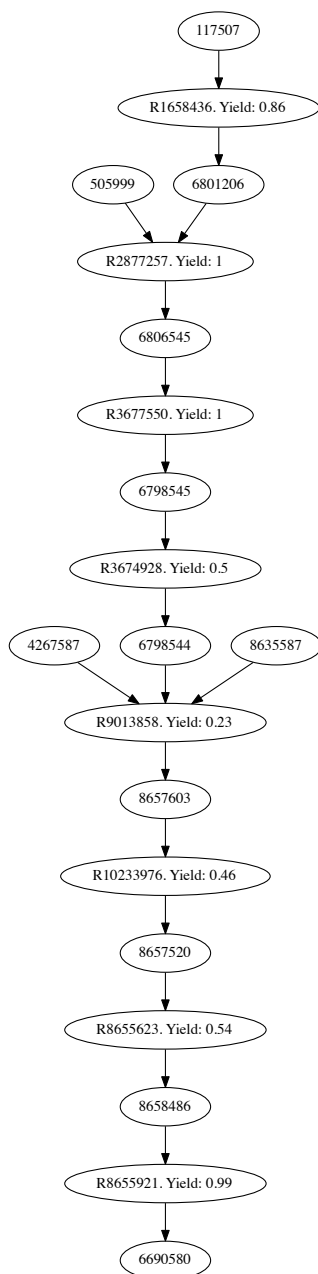 117507
R1658436. Yield: 0.86
505999
6801206
R2877257. Yield: 1
6806545
R3677550. Yield: 1
6798545
R3674928. Yield: 0.5
4267587
6798544
8635587
R9013858. Yield: 0.23
8657603
R10233976. Yield: 0.46
8657520
R8655623. Yield: 0.54
8658486
R8655921. Yield: 0.99
6690580